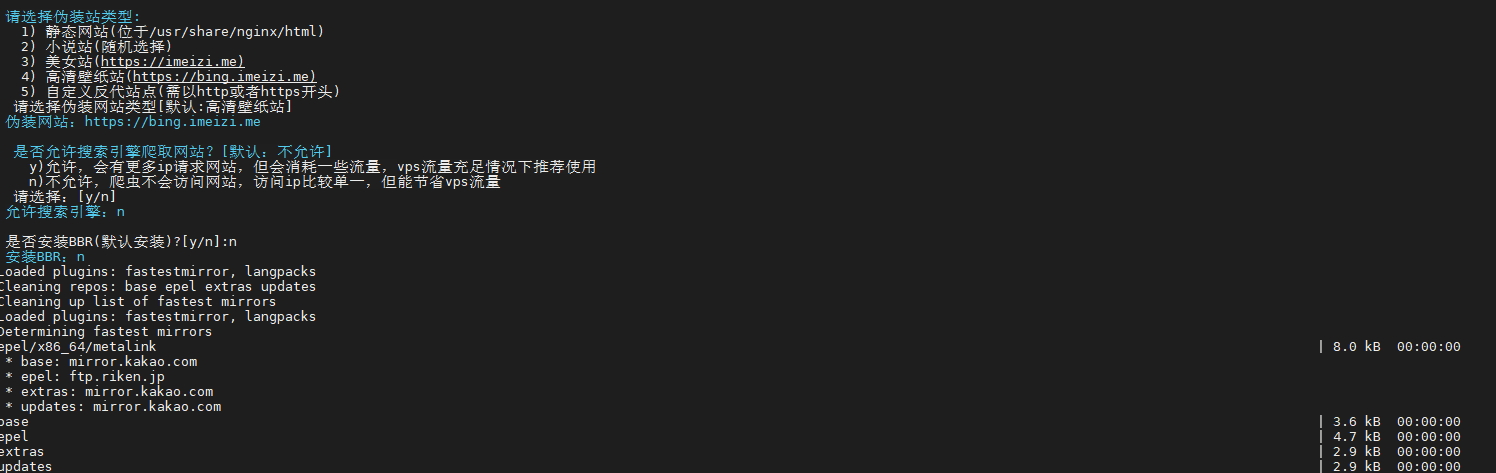 请选择伪装站类型:
1) 静态网站(位于/usr/share/nginx/html)
2) 小说站(随机选择)
3) 美女站(https://imeizi.me)
4) 高清壁纸站(https://bing.imeizi.me)
5) 自定义反代站点(需以http或者https开头)
请选择伪装网站类型[默认:高清壁纸站]
伪装网站：https://bing.imeizi.me
是否允许搜索引擎爬取网站？[默认：不允许]
y)允许，会有更多ip请求网站，但会消耗一些流量，vps流量充足情况下推荐使用
n)不允许，爬虫不会访问网站，访问ip比较单一，但能节省vps流量
请选择：[y/n]
允许搜索引擎：n
是否安装BBR(默认安装)?[y/n]:n
安装BBR：n
Loaded plugins: fastestmirror, langpacks
Cleaning repos: base epel extras updates
Cleaning up list of fastest mirrors
Loaded plugins: fastestmirror, langpacks
Determining fastest mirrors
epel/x86_64/metalink | 8.0 kB 00:00:00
* base: mirror.kakao.com
* epel: ftp.riken.jp
* extras: mirror.kakao.com
* updates: mirror.kakao.com
base | 3.6 kB 00:00:00
epel | 4.7 kB 00:00:00
extras | 2.9 kB 00:00:00
updates | 2.9 kB 00:00:00